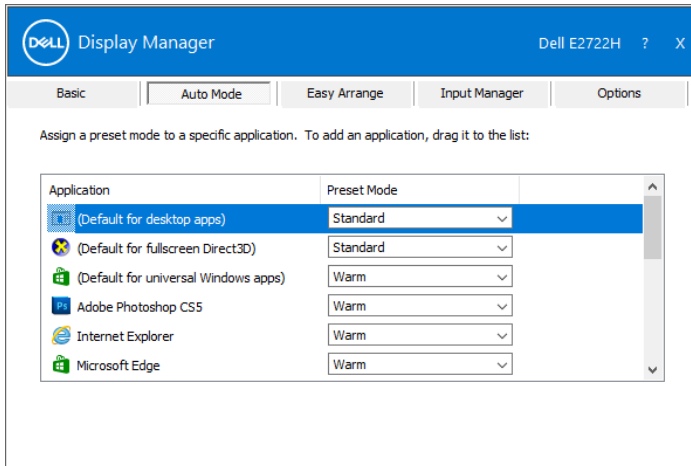 DELL Display Manager Dell E2722H ? X
Basic Auto Mode Easy Arrange Input Manager Options
Assign a preset mode to a specific application. To add an application, drag it to the list:
Application Preset Mode
(Default for desktop apps) Standard
(Default for fullscreen Direct3D) Standard
(Default for universal Windows apps) Warm
Ps Adobe Photoshop CS5 Warm
Internet Explorer Warm
Microsoft Edge Warm